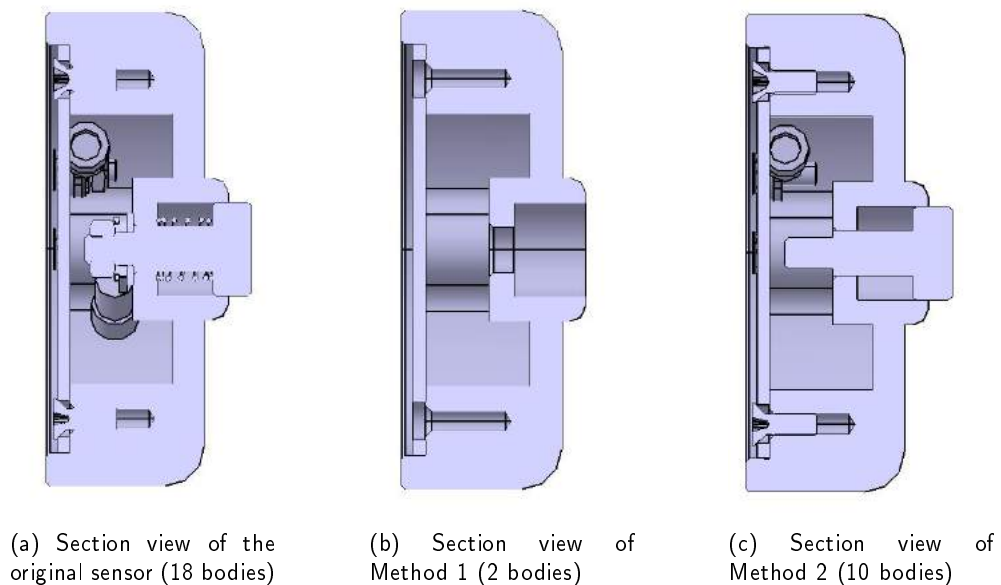 (a) Section view of the
original sensor (18 bodies)
(b) Section view of
Method 1 (2 bodies)
(c) Section view of
Method 2 (10 bodies)